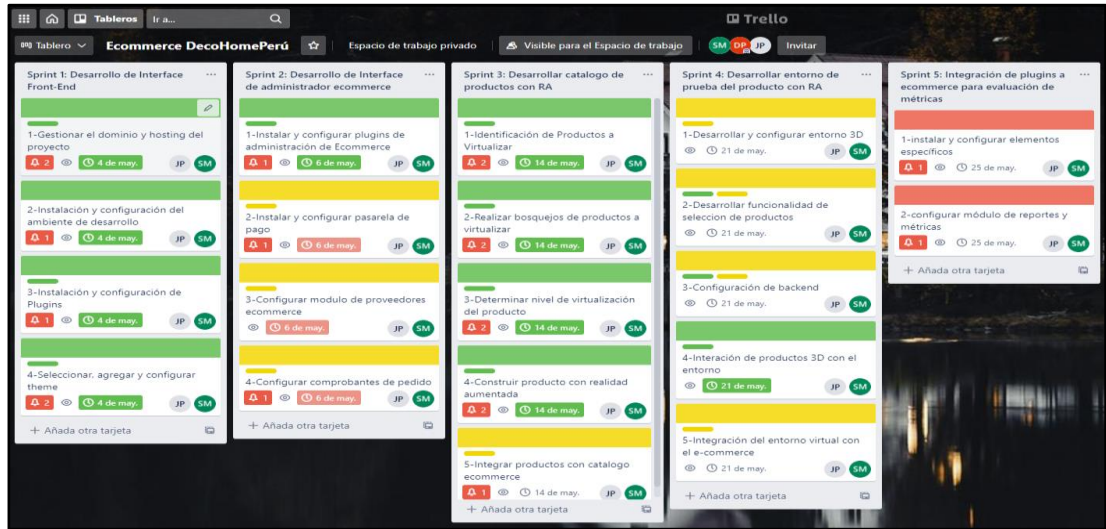 Tableros
Ir a...
Trello
Tablero
Ecommerce DecoHomePerú
Espacio de trabajo privado
Visible para el Espacio de trabajo
SM
DP
JP
Invitar
Sprint 1: Desarrollo de Interface
Front-End
1-Gestionar el dominio y hosting del
proyecto
2
4 de may.
JP
SM
2-Instalación y configuración del
ambiente de desarrollo
1
4 de may.
JP
SM
3-Instalación y configuración de
Plugins
1
4 de may.
JP
SM
4-Seleccionar, agregar y configurar
theme
2
4 de may.
JP
SM
+ Añada otra tarjeta
Sprint 2: Desarrollo de Interface
de administrador ecommerce
1-Instalar y configurar plugins de
administración de Ecommerce
1
6 de may.
JP
SM
2-Instalar y configurar pasarela de
pago
1
6 de may.
JP
SM
3-Configurar modulo de proveedores
ecommerce
6 de may.
JP
SM
4-Configurar comprobantes de pedido
1
6 de may.
JP
SM
+ Añada otra tarjeta
Sprint 3: Desarrollar catalogo de
productos con RA
1-Identificación de Productos a
Virtualizar
2
14 de may.
JP
SM
2-Realizar bosquejos de productos a
virtualizar
2
14 de may.
JP
SM
3-Determinar nivel de virtualización
del producto
2
14 de may.
JP
SM
4-Construir producto con realidad
aumentada
2
14 de may.
JP
SM
5-Integrar productos con catalogo
ecommerce
1
14 de may.
JP
SM
+ Añada otra tarjeta
Sprint 4: Desarrollar entorno de
prueba del producto con RA
1-Desarrollar y configurar entorno 3D
21 de may.
JP
SM
2-Desarrollar funcionalidad de
seleccion de productos
21 de may.
JP
SM
3-Configuración de backend
21 de may.
JP
SM
4-Interación de productos 3D con el
entorno
21 de may.
JP
SM
5-Integración del entorno virtual con
el e-commerce
21 de may.
JP
SM
+ Añada otra tarjeta
Sprint 5: Integración de plugins a
ecommerce para evaluación de
métricas
1-instalar y configurar elementos
específicos
1
25 de may.
JP
SM
2-configurar módulo de reportes y
métricas
1
25 de may.
JP
SM
+ Añada otra tarjeta